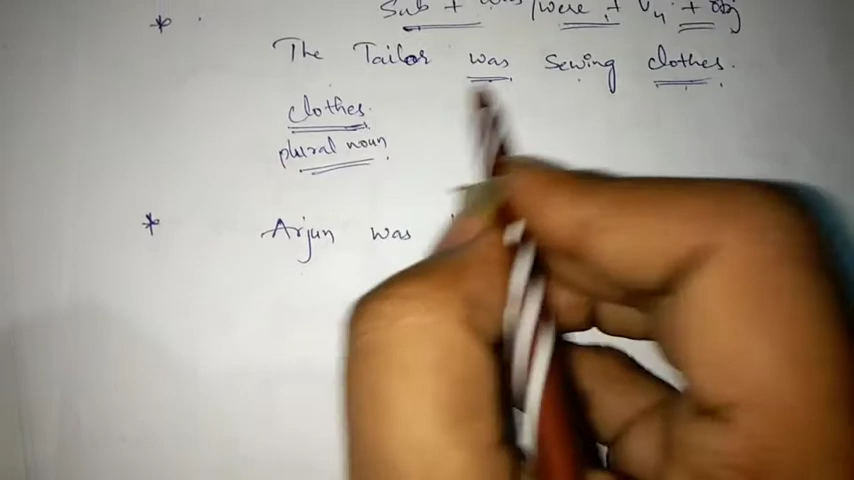 * Sub + was / were + V4 + obj
The Tailor was Sewing clothes.
clothes.
plural noun
* Arjun was